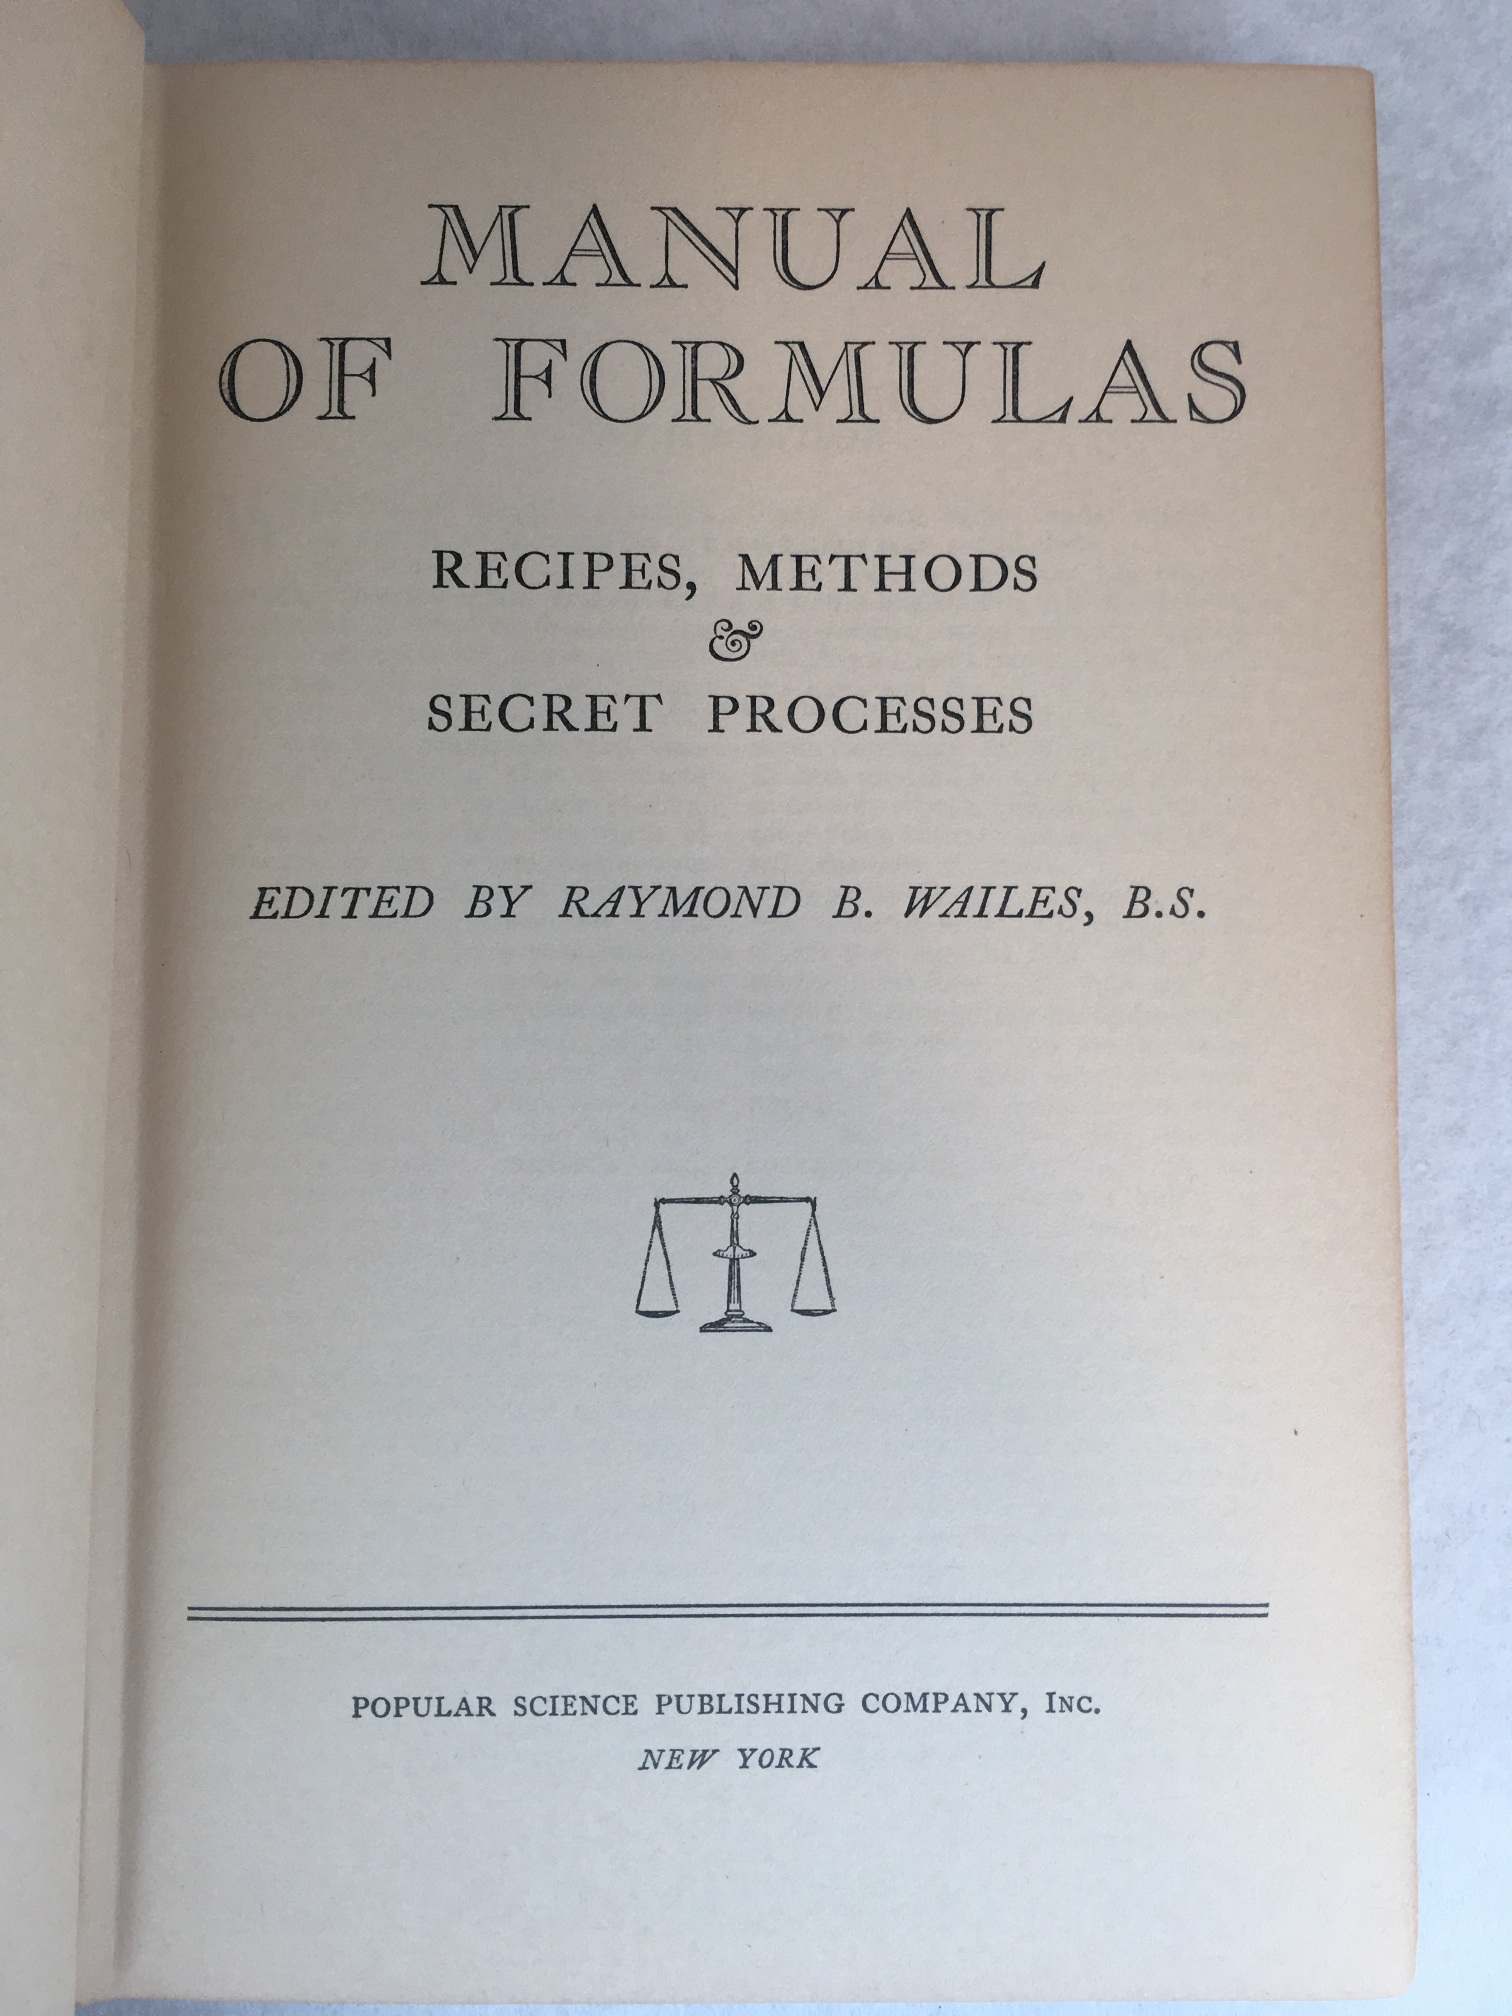 MANUAL
OF FORMULAS
RECIPES, METHODS
&
SECRET PROCESSES
EDITED BY RAYMOND B. WAILES, B.S.
POPULAR SCIENCE PUBLISHING COMPANY, INC.
NEW YORK